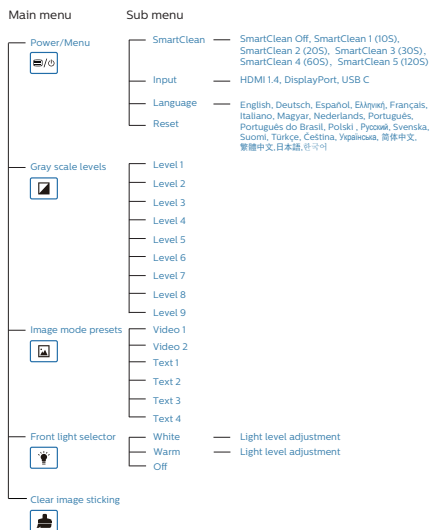 Main menu
Sub menu
Power/Menu
SmartClean
SmartClean Off, SmartClean 1 (10S),
SmartClean 2 (20S), SmartClean 3 (30S),
SmartClean 4 (60S), SmartClean 5 (120S)
Input
HDMI 1.4, DisplayPort, USB C
Language
English, Deutsch, Español, Ελληνική, Français,
Italiano, Magyar, Nederlands, Português,
Português do Brasil, Polski , Русский, Svenska,
Suomi, Türkçe, Čeština, Українська, 简体中文,
繁體中文,日本語,한국어
Reset
Gray scale levels
Level 1
Level 2
Level 3
Level 4
Level 5
Level 6
Level 7
Level 8
Level 9
Image mode presets
Video 1
Video 2
Text 1
Text 2
Text 3
Text 4
Front light selector
White
Light level adjustment
Warm
Light level adjustment
Off
Clear image sticking